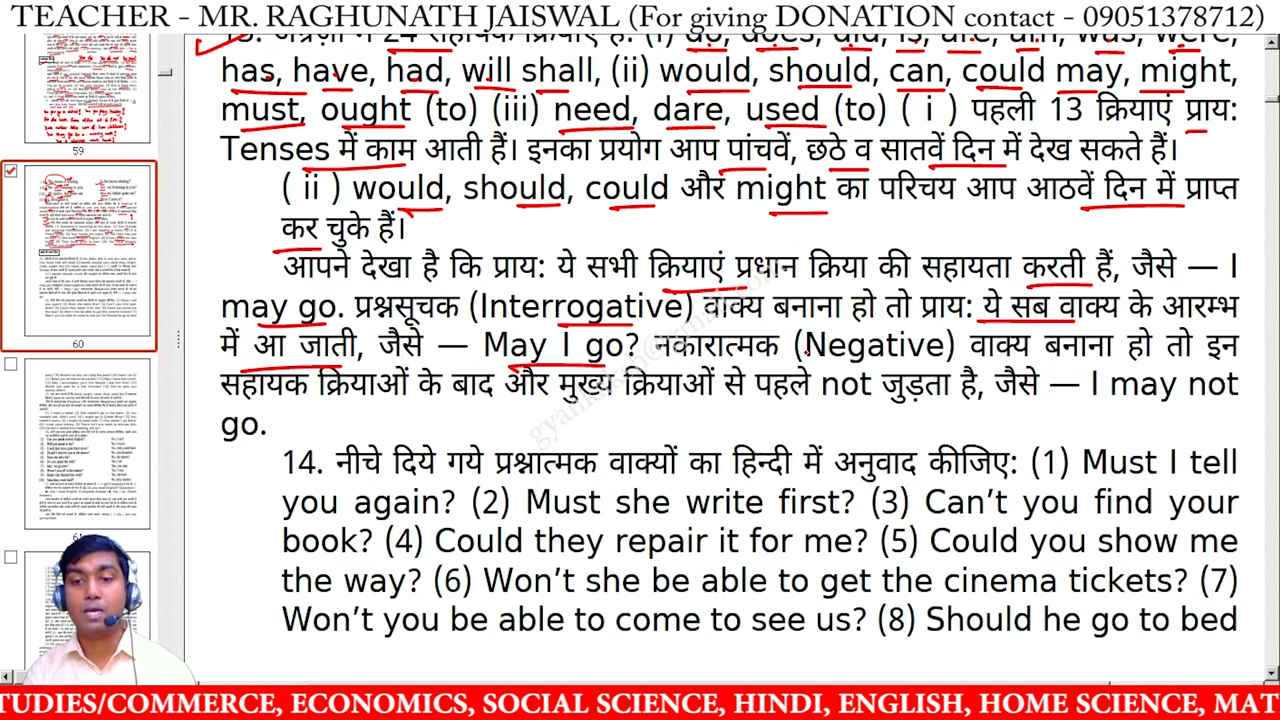 TEACHER - MR. RAGHUNATH JAISWAL (For giving DONATION contact - 09051378712)
has, have, had, will shall, (ii) would, should, can, could may, might,
must, ought (to) (iii) need, dare, used (to) ( i ) पहली 13 क्रियाएं प्राय:
Tenses में काम आती हैं। इनका प्रयोग आप पांचवें, छठे व सातवें दिन में देख सकते हैं।
( ii ) would, should, could और might का परिचय आप आठवें दिन में प्राप्त
कर चुके हैं।
आपने देखा है कि प्राय: ये सभी क्रियाएं प्रधान क्रिया की सहायता करती हैं, जैसे — I
may go. प्रश्नसूचक (Interrogative) वाक्य बनाना हो तो प्राय: ये सब वाक्य के आरम्भ
में आ जाती, जैसे — May I go? नकारात्मक (Negative) वाक्य बनाना हो तो इन
सहायक क्रियाओं के बाद और मुख्य क्रियाओं से पहले not जुड़ता है, जैसे — I may not
go.
14. नीचे दिये गये प्रश्नात्मक वाक्यों का हिन्दी में अनुवाद कीजिए: (1) Must I tell
you again? (2) Must she write first? (3) Can’t you find your
book? (4) Could they repair it for me? (5) Could you show me
the way? (6) Won’t she be able to get the cinema tickets? (7)
Won’t you be able to come to see us? (8) Should he go to bed
59
60
61
STUDIES/COMMERCE, ECONOMICS, SOCIAL SCIENCE, HINDI, ENGLISH, HOME SCIENCE, MAT